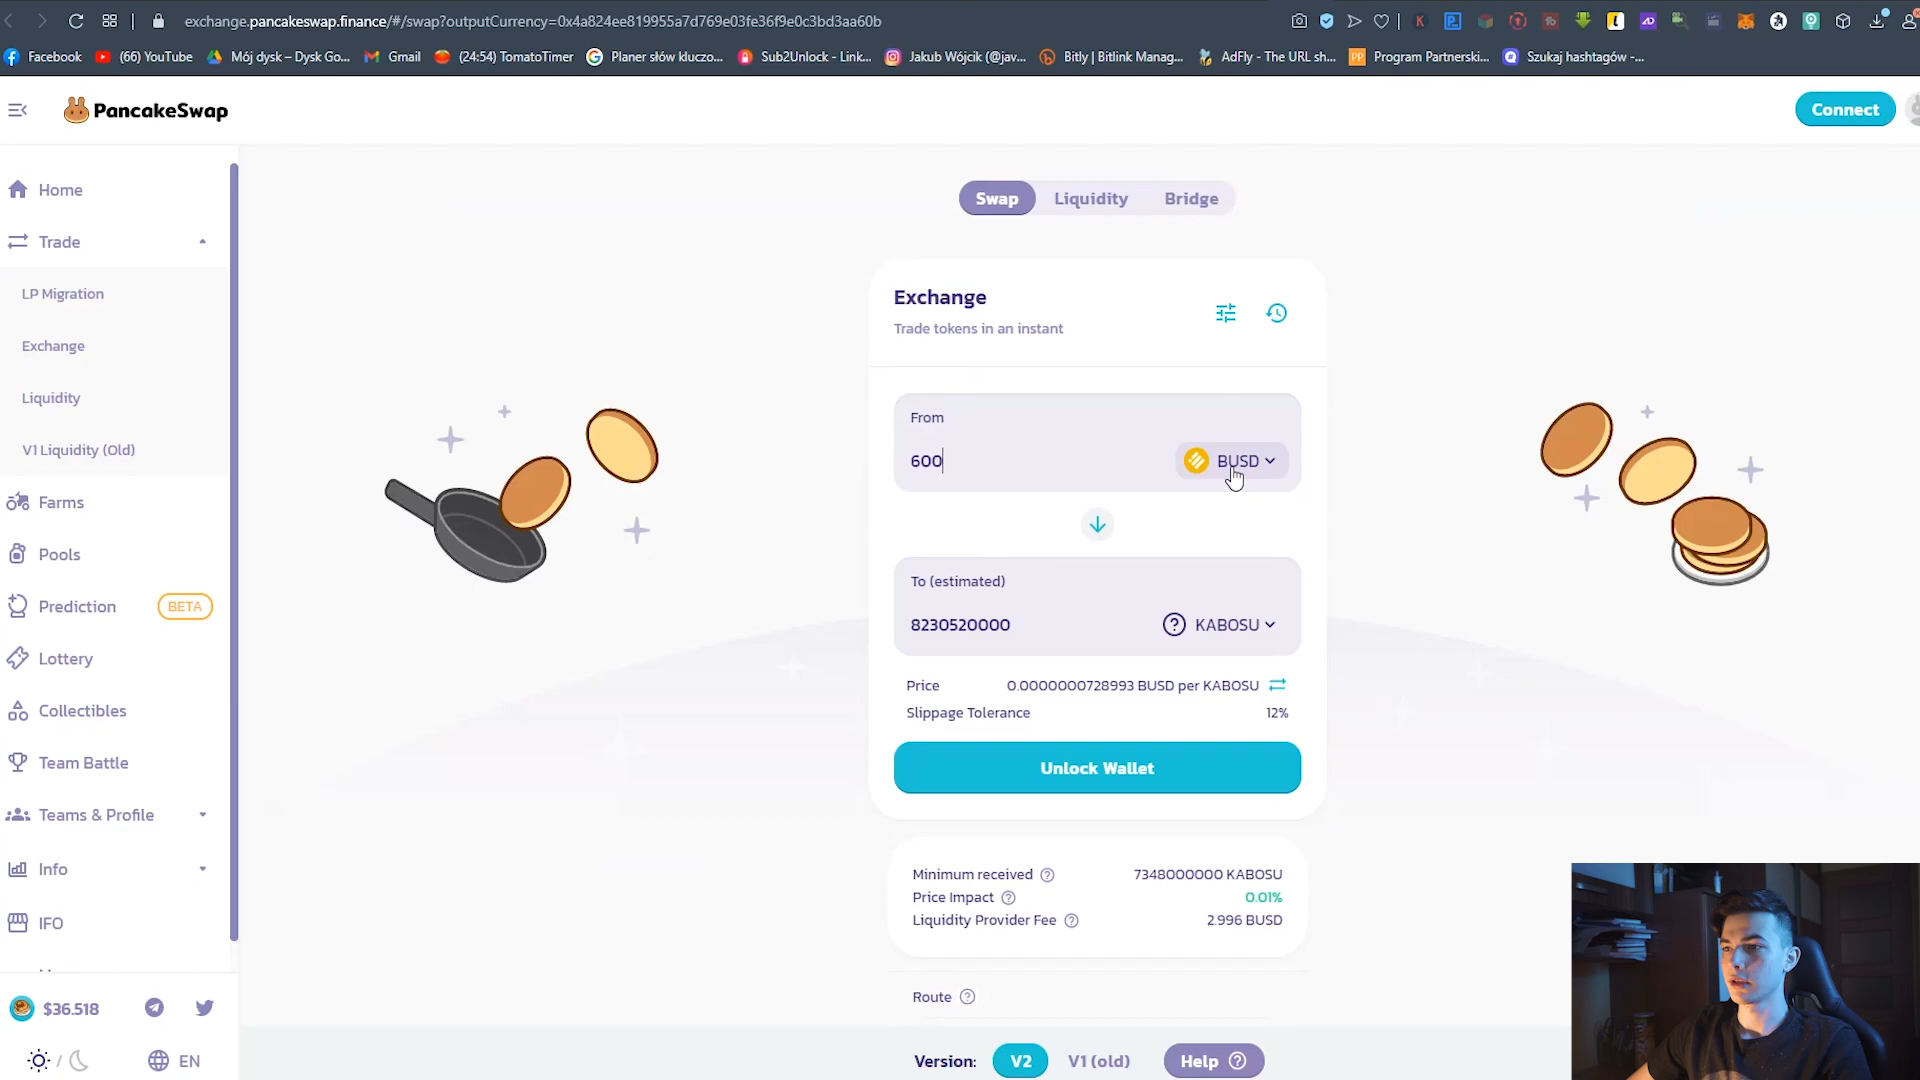 exchange.pancakeswap.finance/#/swap?outputCurrency=0x4a824ee819955a7d769e03fe36f9e0c3bd3aa60b
Facebook (66) YouTube Mój dysk – Dysk Go... Gmail (24:54) TomatoTimer Planer słów kluczo... Sub2Unlock - Link... Jakub Wójcik (@jav... Bitly | Bitlink Manag... AdFly - The URL sh... Program Partnerski... Szukaj hashtagów -...
PancakeSwap
Connect
Home
Trade
LP Migration
Exchange
Liquidity
V1 Liquidity (Old)
Farms
Pools
Prediction BETA
Lottery
Collectibles
Team Battle
Teams & Profile
Info
IFO
$36.518
EN
Swap Liquidity Bridge
Exchange
Trade tokens in an instant
From
600 BUSD
To (estimated)
8230520000 KABOSU
Price 0.0000000728993 BUSD per KABOSU
Slippage Tolerance 12%
Unlock Wallet
Minimum received 7348000000 KABOSU
Price Impact 0.01%
Liquidity Provider Fee 2.996 BUSD
Route
Version: V2 V1 (old) Help